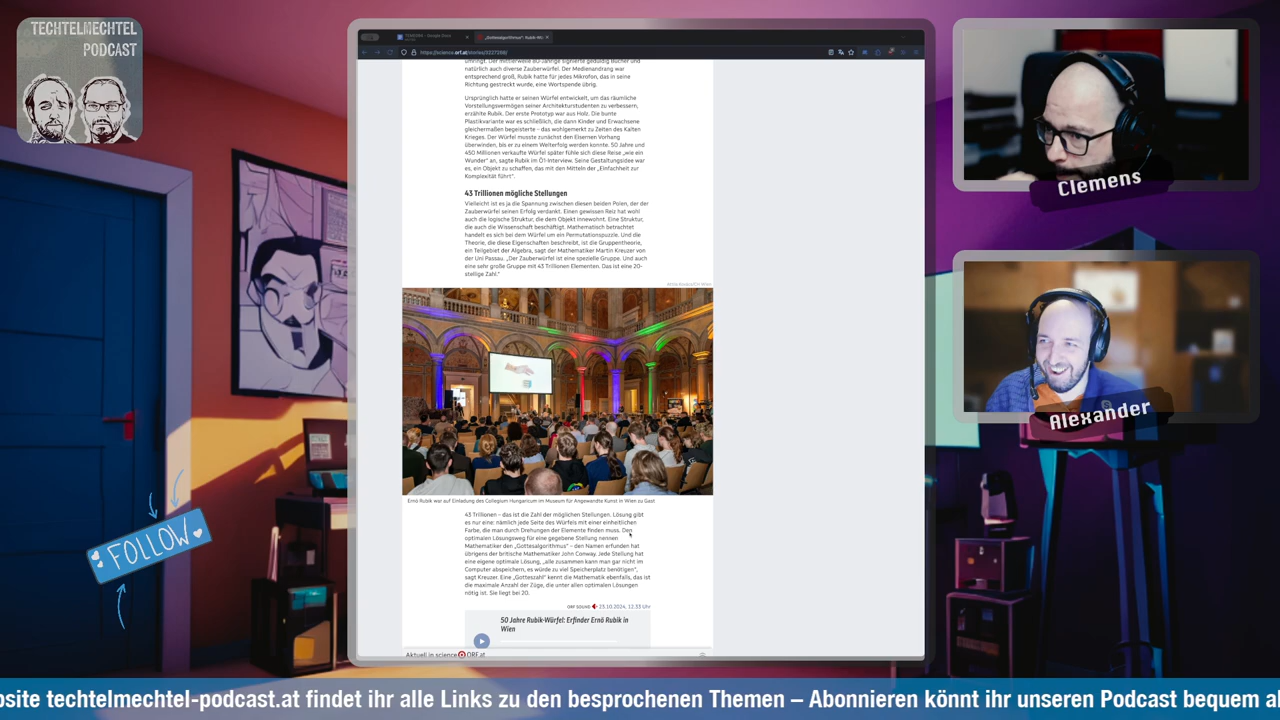 TECHTELMECHTEL
PODCAST
FOLLOW
„Gottesalgorithmus“: Rubik-Wü
https://science.orf.at/stories/3227266/
umringt. Der mittlerweile 80-Jährige signierte geduldig Bücher und
natürlich auch diverse Zauberwürfel. Der Medienandrang war
entsprechend groß, Rubik hatte für jedes Mikrofon, das in seine
Richtung gestreckt wurde, eine Wortspende übrig.
Ursprünglich hatte er seinen Würfel entwickelt, um das räumliche
Vorstellungsvermögen seiner Architekturstudenten zu verbessern,
erzählte Rubik. Der erste Prototyp war aus Holz. Die bunte
Plastikvariante war es schließlich, die dann Kinder und Erwachsene
gleichermaßen begeisterte – das wohlgemerkt zu Zeiten des Kalten
Krieges. Der Würfel musste zunächst den Eisernen Vorhang
überwinden, bis er zu einem Welterfolg werden konnte. 50 Jahre und
450 Millionen verkaufte Würfel später fühle sich diese Reise „wie ein
Wunder“ an, sagte Rubik im Ö1-Interview. Seine Gestaltungsidee war
es, ein Objekt zu schaffen, das mit den Mitteln der „Einfachheit zur
Komplexität führt“.
43 Trillionen mögliche Stellungen
Vielleicht ist es ja die Spannung zwischen diesen beiden Polen, der der
Zauberwürfel seinen Erfolg verdankt. Einen gewissen Reiz hat wohl
auch die logische Struktur, die dem Objekt innewohnt. Eine Struktur,
die auch die Wissenschaft beschäftigt. Mathematisch betrachtet
handelt es sich bei dem Würfel um ein Permutationspuzzle. Und die
Theorie, die diese Eigenschaften beschreibt, ist die Gruppentheorie,
ein Teilgebiet der Algebra, sagt der Mathematiker Martin Kreuzer von
der Uni Passau. „Der Zauberwürfel ist eine spezielle Gruppe. Und auch
eine sehr große Gruppe mit 43 Trillionen Elementen. Das ist eine 20-
stellige Zahl.“
Ernö Rubik war auf Einladung des Collegium Hungaricum im Museum für Angewandte Kunst in Wien zu Gast
43 Trillionen – das ist die Zahl der möglichen Stellungen. Lösung gibt
es nur eine: nämlich jede Seite des Würfels mit einer einheitlichen
Farbe, die man durch Drehungen der Elemente finden muss. Den
optimalen Lösungsweg für eine gegebene Stellung nennen
Mathematiker den „Gottesalgorithmus“ – den Namen erfunden hat
übrigens der britische Mathematiker John Conway. Jede Stellung hat
eine eigene optimale Lösung, „alle zusammen kann man gar nicht im
Computer abspeichern, es würde zu viel Speicherplatz benötigen“,
sagt Kreuzer. Eine „Gotteszahl“ kennt die Mathematik ebenfalls, das ist
die maximale Anzahl der Züge, die unter allen optimalen Lösungen
nötig ist. Sie liegt bei 20.
ORF SOUND 23.10.2024, 12.33 Uhr
50 Jahre Rubik-Würfel: Erfinder Ernö Rubik in
Wien
Aktuell in science ORF.at
Clemens
Alexander
bsite techtelmechtel-podcast.at findet ihr alle Links zu den besprochenen Themen – Abonnieren könnt ihr unseren Podcast bequem a